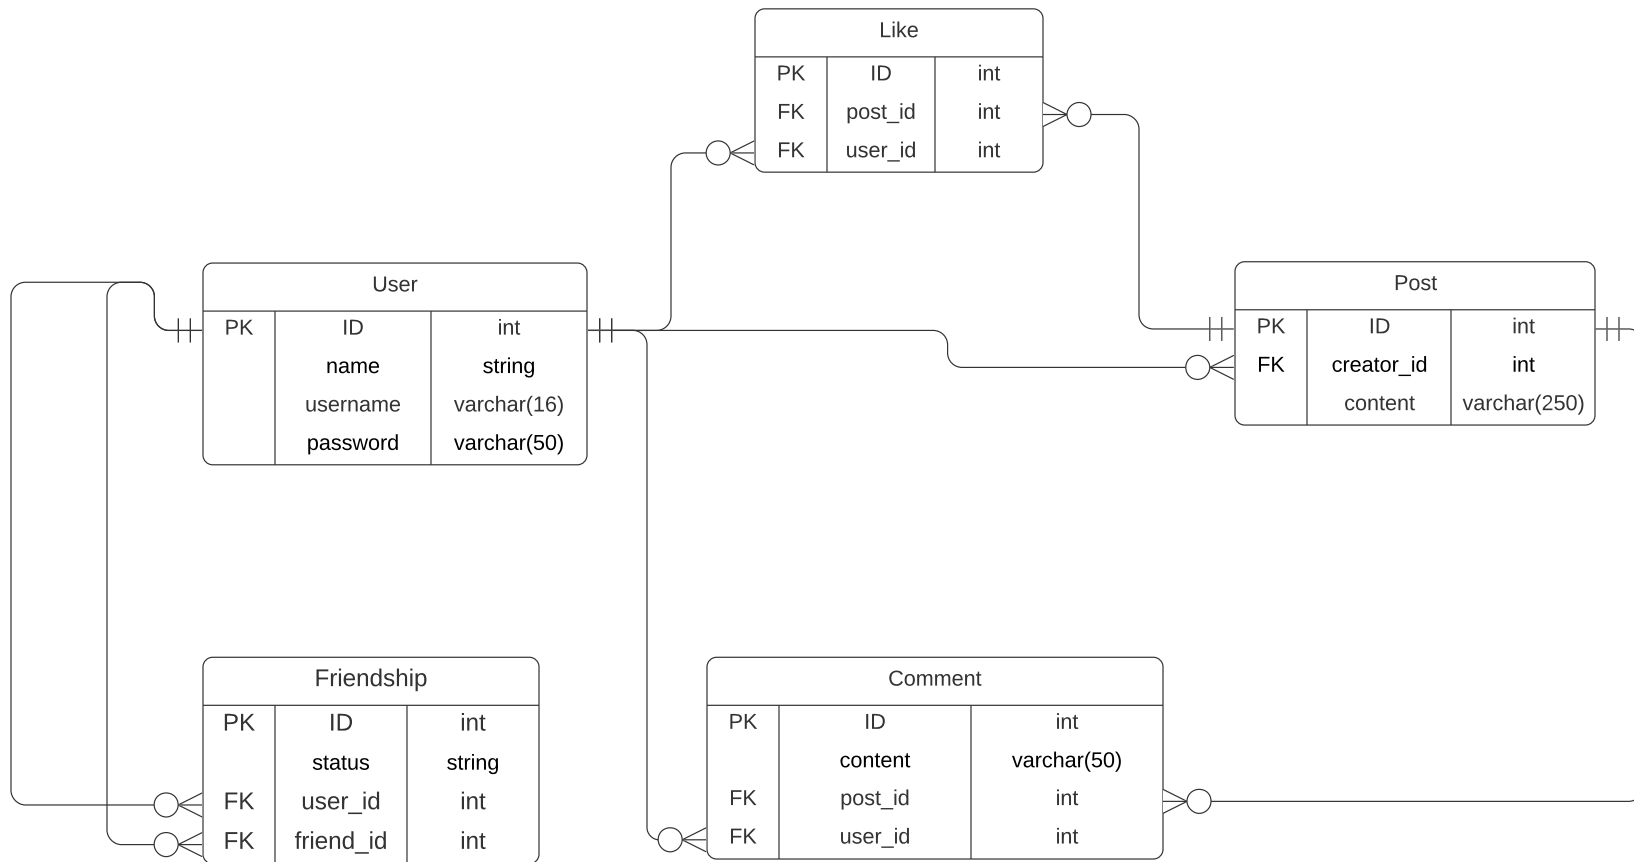 Like
PK ID int
FK post_id int
FK user_id int
User
PK ID int
name string
username varchar(16)
password varchar(50)
Post
PK ID int
FK creator_id int
content varchar(250)
Friendship
PK ID int
status string
FK user_id int
FK friend_id int
Comment
PK ID int
content varchar(50)
FK post_id int
FK user_id int